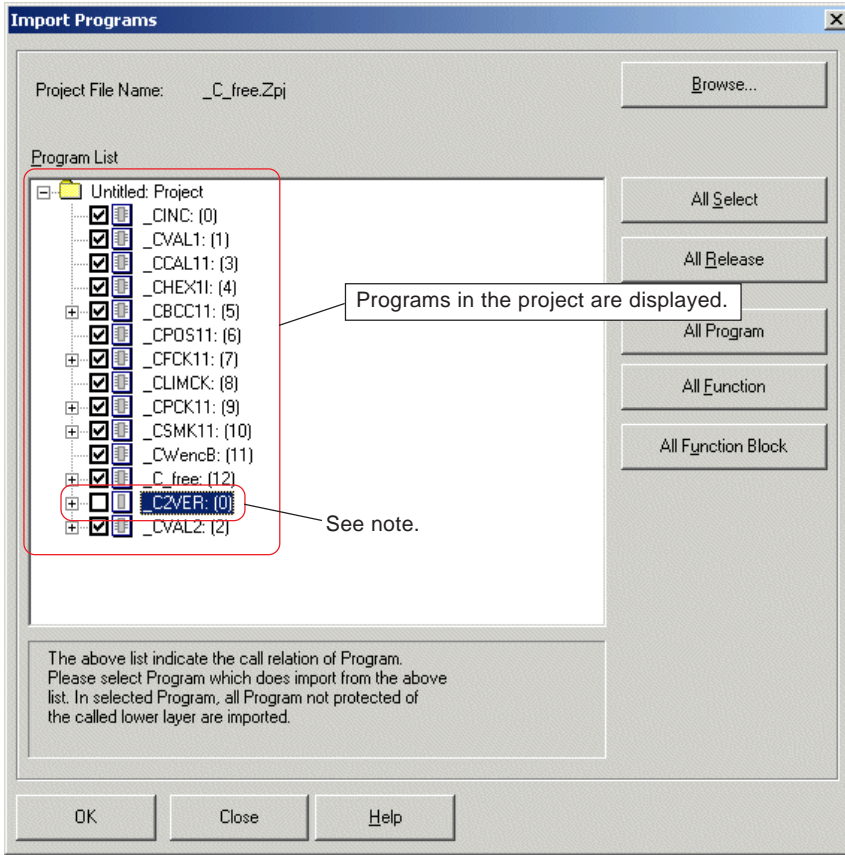 Import Programs
Project File Name: _C_free.Zpj
Browse...
Program List
Untitled: Project
_CINC: (0)
_CVAL1: (1)
_CCAL11: (3)
_CHEX1I: (4)
_CBCC11: (5)
_CPOS11: (6)
_CFCK11: (7)
_CLIMCK: (8)
_CPCK11: (9)
_CSMK11: (10)
_CWencB: (11)
_C_free: (12)
_C2VER: (0)
_CVAL2: (2)
All Select
All Release
Programs in the project are displayed.
All Program
All Function
All Function Block
See note.
The above list indicate the call relation of Program.
Please select Program which does import from the above
list. In selected Program, all Program not protected of
the called lower layer are imported.
OK
Close
Help